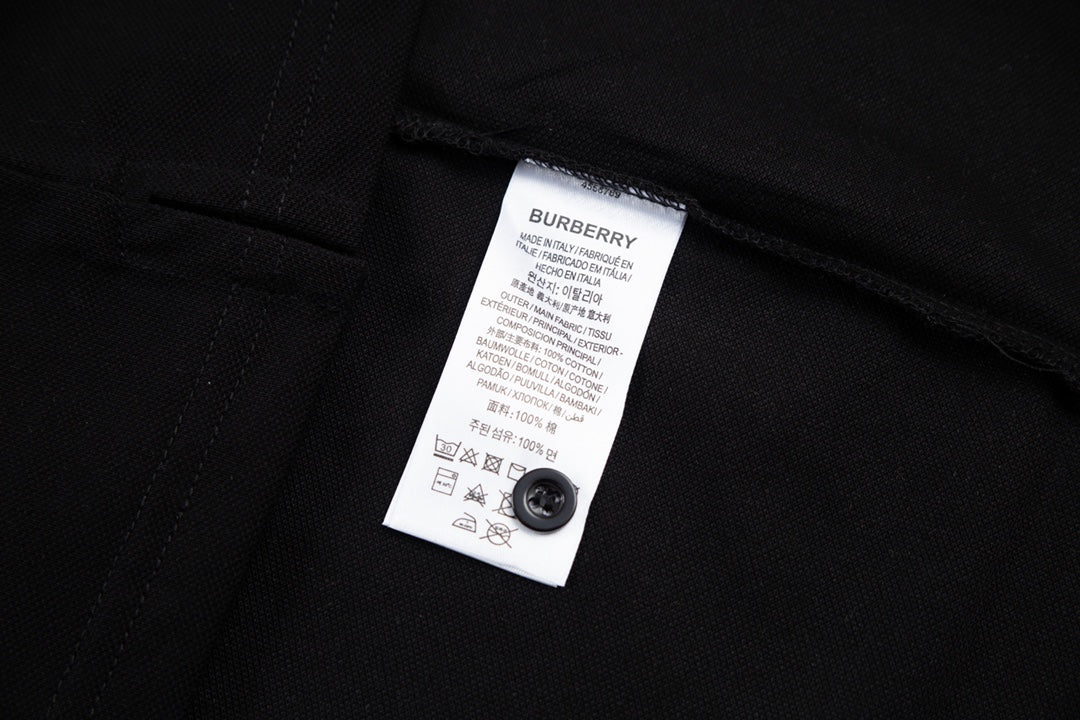 BURBERRY
MADE IN ITALY / FABRIQUÉ EN
ITALIE / FABRICADO EM ITÁLIA /
HECHO EN ITALIA
원산지: 이탈리아
原產地 義大利/原产地 意大利
OUTER / MAIN FABRIC / TISSU
EXTÉRIEUR / PRINCIPAL / EXTERIOR -
COMPOSICION PRINCIPAL /
外部/主要布料: 100% COTTON /
BAUMWOLLE / COTON / COTONE /
KATOEN / BOMULL / ALGODÓN /
ALGODÃO / PUUVILLA / BAMBAKI /
PAMUK / ХЛОПОК / 棉 / قطن
面料: 100% 棉
주된 섬유: 100% 면
30